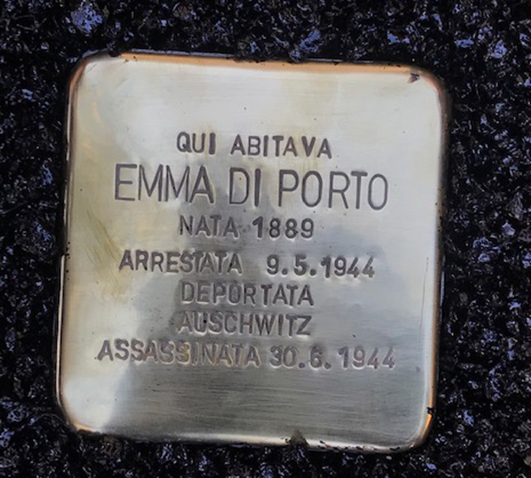 QUI ABITAVA
EMMA DI PORTO
NATA 1889
ARRESTATA 9.5.1944
DEPORTATA
AUSCHWITZ
ASSASSINATA 30.6.1944